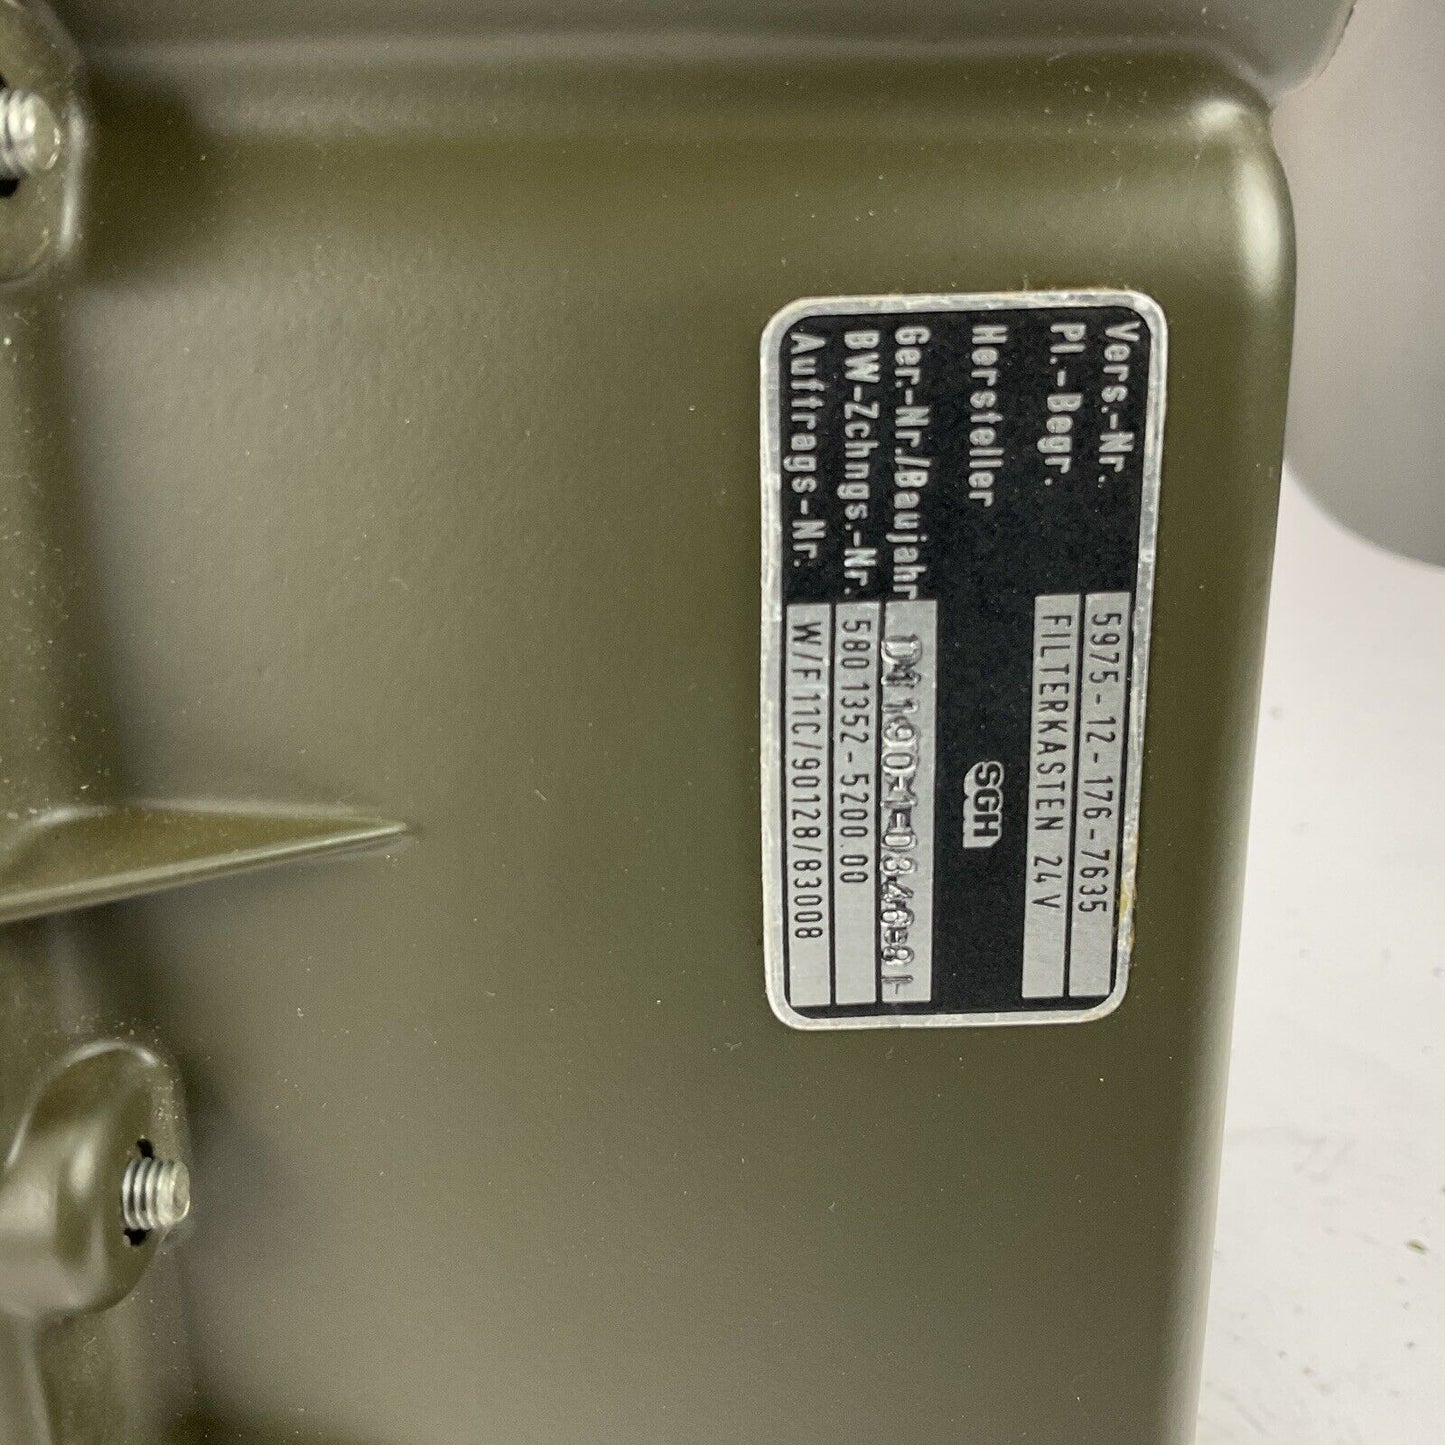 Vers.-Nr. 5975-12-176-7635
Pl.-Begr. FILTERKASTEN 24V
Hersteller SGH
Ger.-Nr./Baujahr
BW-Zchngs.-Nr. 580 1352-5200.00
Auftrags-Nr. W/F11C/90128/83008